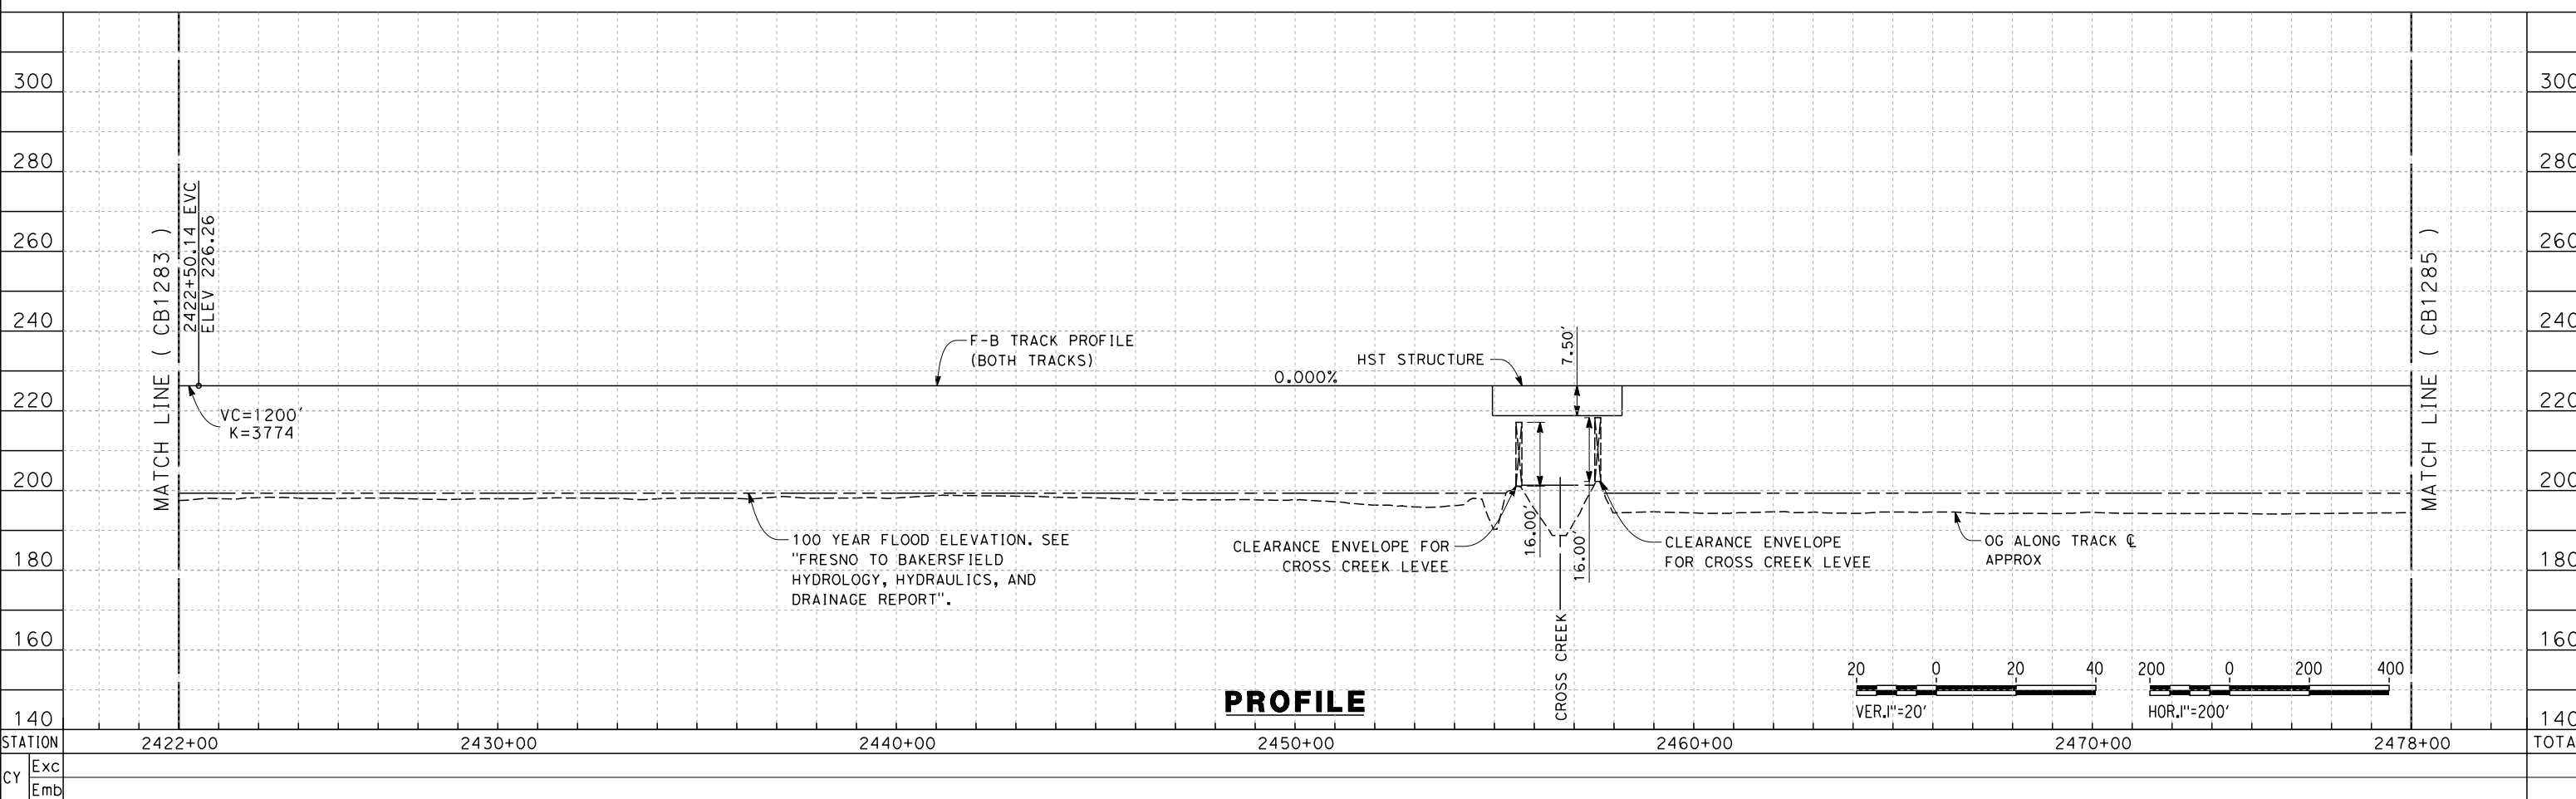 300
280
260
240
220
200
180
160
140
MATCH LINE ( CB1283 )
2422+50.14 EVC
ELEV 226.26
VC=1200'
K=3774
F-B TRACK PROFILE
(BOTH TRACKS)
0.000%
HST STRUCTURE
7.50'
100 YEAR FLOOD ELEVATION. SEE
"FRESNO TO BAKERSFIELD
HYDROLOGY, HYDRAULICS, AND
DRAINAGE REPORT".
CLEARANCE ENVELOPE FOR
CROSS CREEK LEVEE
16.00'
16.00'
CROSS CREEK
CLEARANCE ENVELOPE
FOR CROSS CREEK LEVEE
OG ALONG TRACK ℄
APPROX
MATCH LINE ( CB1285 )
300
280
260
240
220
200
180
160
140
PROFILE
20 0 20 40
VER.1"=20'
200 0 200 400
HOR.1"=200'
STATION 2422+00 2430+00 2440+00 2450+00 2460+00 2470+00 2478+00 TOTA
CY
Exc
Emb